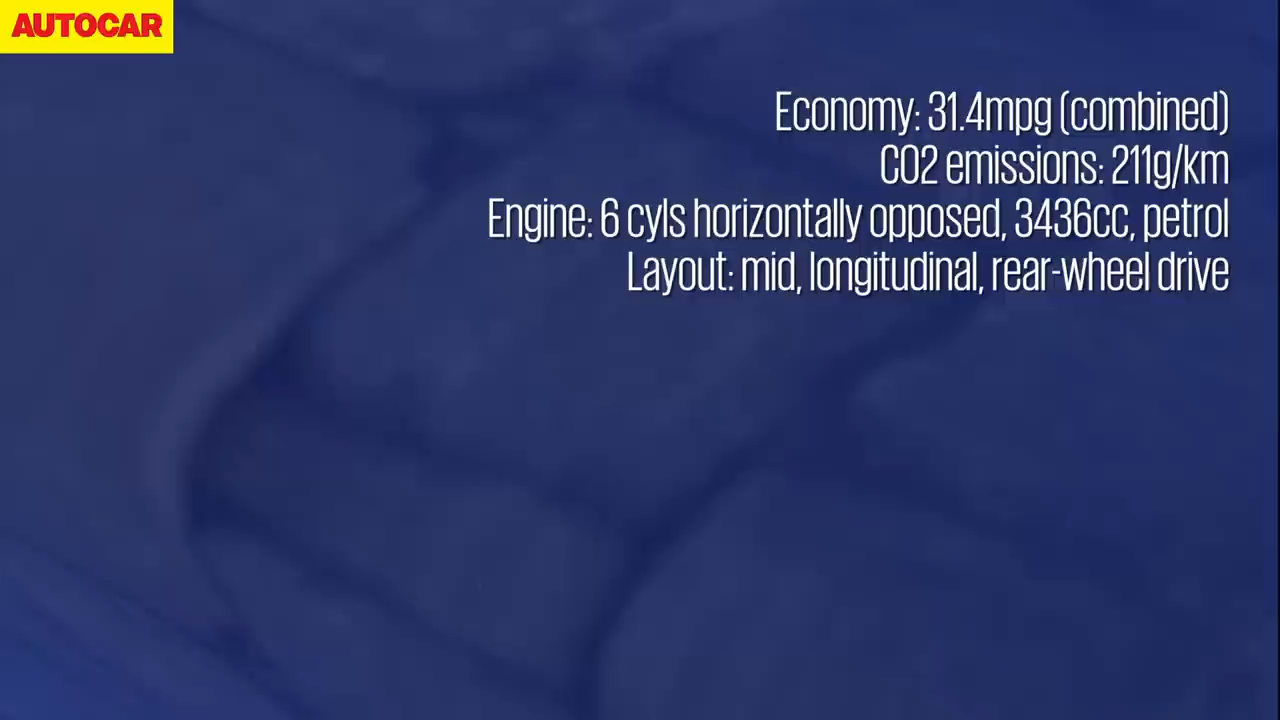 AUTOCAR
Economy: 31.4mpg (combined)
CO2 emissions: 211g/km
Engine: 6 cyls horizontally opposed, 3436cc, petrol
Layout: mid, longitudinal, rear-wheel drive